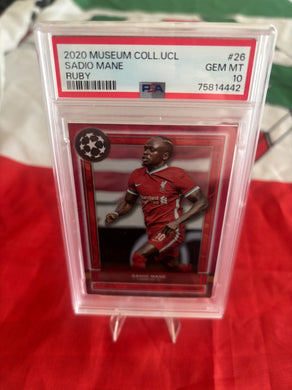 2020 MUSEUM COLL.UCL #26
SADIO MANE GEM MT
RUBY 10
PSA 75814442
SADIO MANE